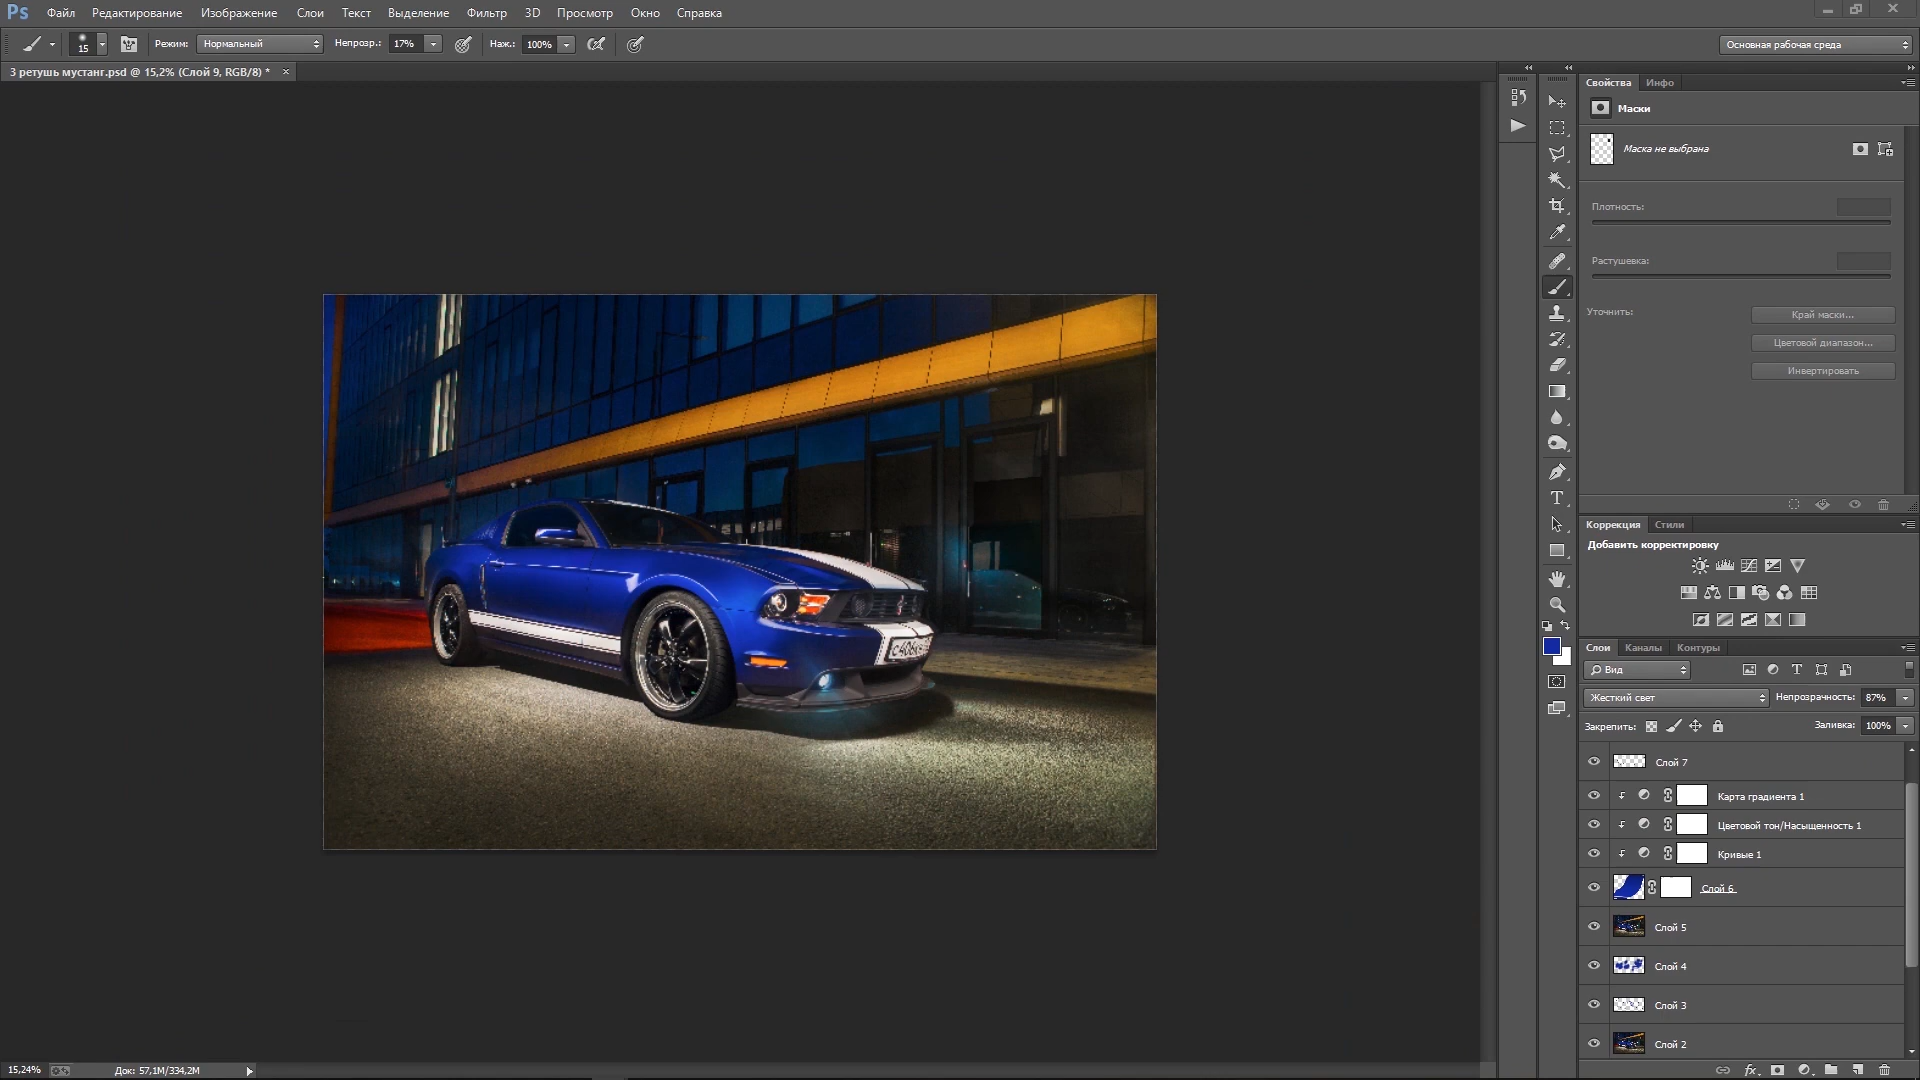 Ps Файл Редактирование Изображение Слои Текст Выделение Фильтр 3D Просмотр Окно Справка
15 Режим: Нормальный Непрозр.: 17% Наж.: 100% Основная рабочая среда
3 ретушь мустанг.psd @ 15,2% (Слой 9, RGB/8) *
Свойства Инфо
Маски
Маска не выбрана
Плотность:
Растушевка:
Уточнить:
Край маски...
Цветовой диапазон...
Инвертировать
Коррекция Стили
Добавить корректировку
Слои Каналы Контуры
Вид
Жесткий свет Непрозрачность: 87%
Закрепить: Заливка: 100%
Слой 7
Карта градиента 1
Цветовой тон/Насыщенность 1
Кривые 1
Слой 6
Слой 5
Слой 4
Слой 3
Слой 2
15,24% Док: 57,1M/334,2M